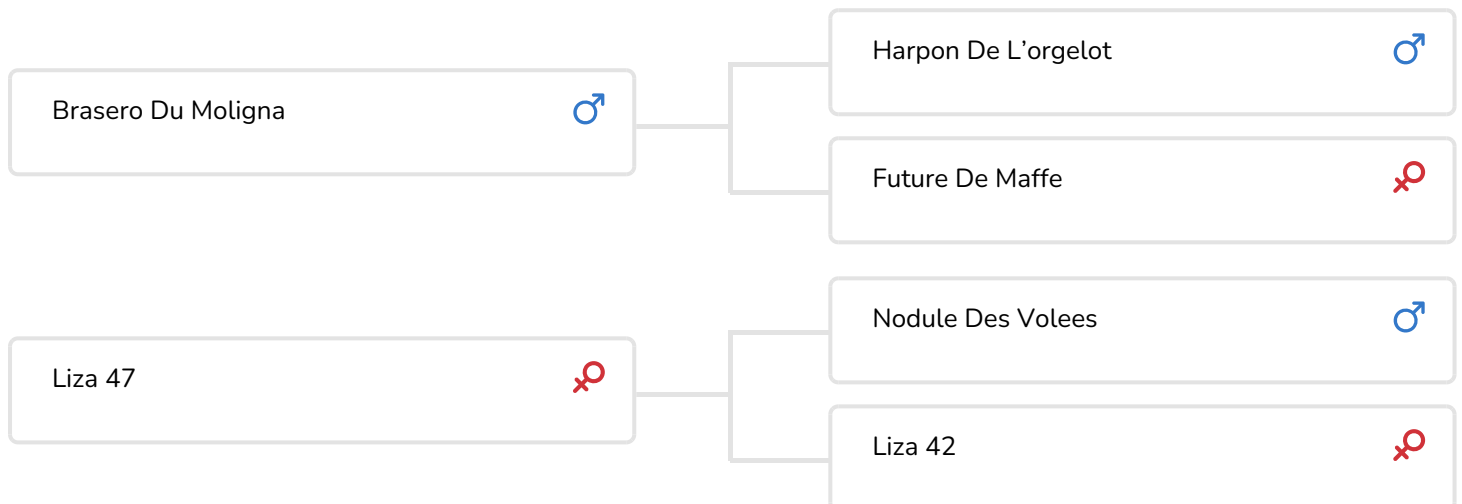 Harpon De L’orgelot
Brasero Du Moligna
Future De Maffe
Nodule Des Volees
Liza 47
Liza 42